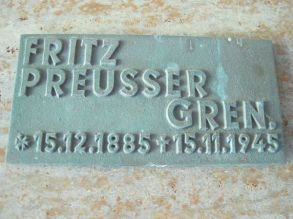 FRITZ
PREUSSER
GREN.
*15.12.1885 †15.11.1945